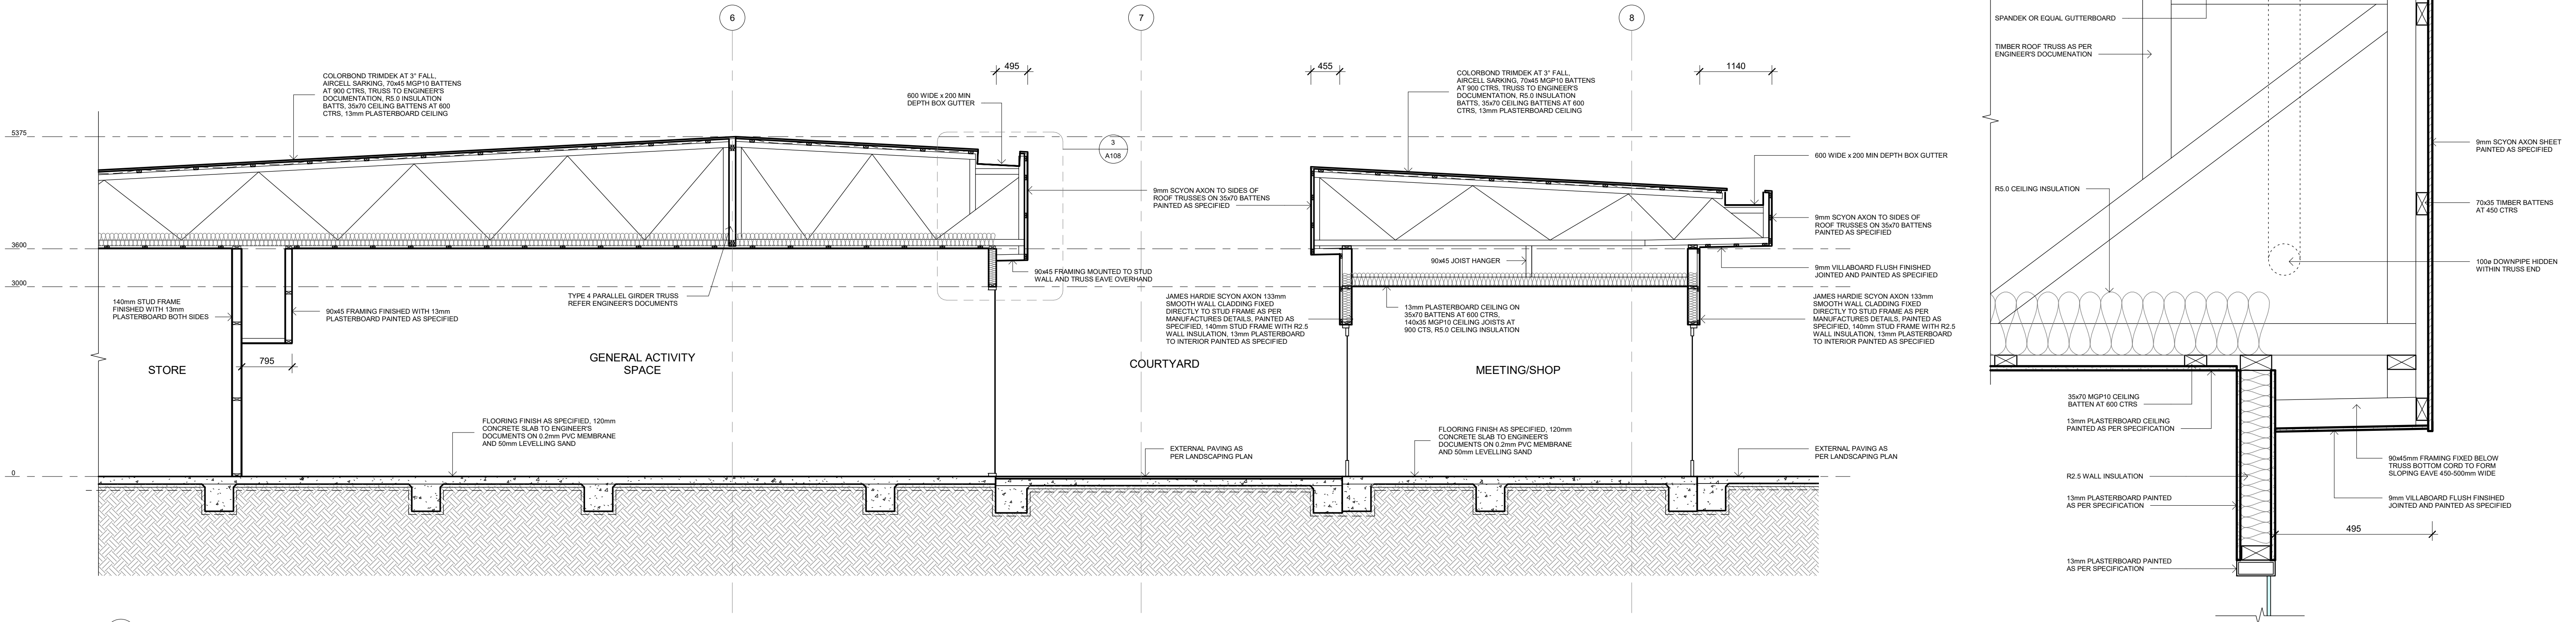 6
7
8
495
455
1140
COLORBOND TRIMDEK AT 3° FALL,
AIRCELL SARKING, 70x45 MGP10 BATTENS
AT 900 CTRS, TRUSS TO ENGINEER'S
DOCUMENTATION, R5.0 INSULATION
BATTS, 35x70 CEILING BATTENS AT 600
CTRS, 13mm PLASTERBOARD CEILING
600 WIDE x 200 MIN
DEPTH BOX GUTTER
COLORBOND TRIMDEK AT 3° FALL,
AIRCELL SARKING, 70x45 MGP10 BATTENS
AT 900 CTRS, TRUSS TO ENGINEER'S
DOCUMENTATION, R5.0 INSULATION
BATTS, 35x70 CEILING BATTENS AT 600
CTRS, 13mm PLASTERBOARD CEILING
5375
3
A108
600 WIDE x 200 MIN DEPTH BOX GUTTER
9mm SCYON AXON TO SIDES OF
ROOF TRUSSES ON 35x70 BATTENS
PAINTED AS SPECIFIED
9mm SCYON AXON TO SIDES OF
ROOF TRUSSES ON 35x70 BATTENS
PAINTED AS SPECIFIED
3600
90x45 JOIST HANGER
90x45 FRAMING MOUNTED TO STUD
WALL AND TRUSS EAVE OVERHAND
9mm VILLABOARD FLUSH FINISHED
JOINTED AND PAINTED AS SPECIFIED
3000
140mm STUD FRAME
FINISHED WITH 13mm
PLASTERBOARD BOTH SIDES
90x45 FRAMING FINISHED WITH 13mm
PLASTERBOARD PAINTED AS SPECIFIED
TYPE 4 PARALLEL GIRDER TRUSS
REFER ENGINEER'S DOCUMENTS
JAMES HARDIE SCYON AXON 133mm
SMOOTH WALL CLADDING FIXED
DIRECTLY TO STUD FRAME AS PER
MANUFACTURES DETAILS, PAINTED AS
SPECIFIED, 140mm STUD FRAME WITH R2.5
WALL INSULATION, 13mm PLASTERBOARD
TO INTERIOR PAINTED AS SPECIFIED
13mm PLASTERBOARD CEILING ON
35x70 BATTENS AT 600 CTRS,
140x35 MGP10 CEILING JOISTS AT
900 CTS, R5.0 CEILING INSULATION
JAMES HARDIE SCYON AXON 133mm
SMOOTH WALL CLADDING FIXED
DIRECTLY TO STUD FRAME AS PER
MANUFACTURES DETAILS, PAINTED AS
SPECIFIED, 140mm STUD FRAME WITH R2.5
WALL INSULATION, 13mm PLASTERBOARD
TO INTERIOR PAINTED AS SPECIFIED
795
STORE
GENERAL ACTIVITY
SPACE
COURTYARD
MEETING/SHOP
FLOORING FINISH AS SPECIFIED, 120mm
CONCRETE SLAB TO ENGINEER'S
DOCUMENTS ON 0.2mm PVC MEMBRANE
AND 50mm LEVELLING SAND
EXTERNAL PAVING AS
PER LANDSCAPING PLAN
FLOORING FINISH AS SPECIFIED, 120mm
CONCRETE SLAB TO ENGINEER'S
DOCUMENTS ON 0.2mm PVC MEMBRANE
AND 50mm LEVELLING SAND
EXTERNAL PAVING AS
PER LANDSCAPING PLAN
0
SPANDEK OR EQUAL GUTTERBOARD
TIMBER ROOF TRUSS AS PER
ENGINEER'S DOCUMENATION
9mm SCYON AXON SHEET
PAINTED AS SPECIFIED
R5.0 CEILING INSULATION
70x35 TIMBER BATTENS
AT 450 CTRS
100ø DOWNPIPE HIDDEN
WITHIN TRUSS END
35x70 MGP10 CEILING
BATTEN AT 600 CTRS
13mm PLASTERBOARD CEILING
PAINTED AS PER SPECIFICATION
90x45mm FRAMING FIXED BELOW
TRUSS BOTTOM CORD TO FORM
SLOPING EAVE 450-500mm WIDE
R2.5 WALL INSULATION
13mm PLASTERBOARD PAINTED
AS PER SPECIFICATION
9mm VILLABOARD FLUSH FINSIHED
JOINTED AND PAINTED AS SPECIFIED
495
13mm PLASTERBOARD PAINTED
AS PER SPECIFICATION